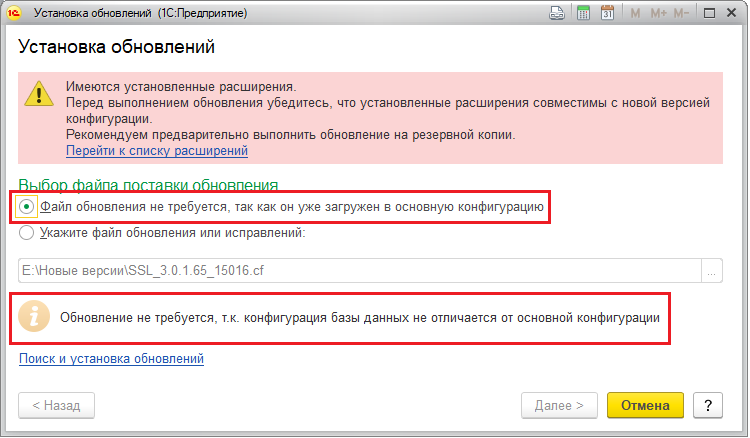 1С Установка обновлений (1С:Предприятие) 31 M M+ M-
Установка обновлений
Имеются установленные расширения.
Перед выполнением обновления убедитесь, что установленные расширения совместимы с новой версией
конфигурации.
Рекомендуем предварительно выполнить обновление на резервной копии.
Перейти к списку расширений
Выбор файла поставки обновления
Файл обновления не требуется, так как он уже загружен в основную конфигурацию
Укажите файл обновления или исправлений:
E:\Новые версии\SSL_3.0.1.65_15016.cf ...
Обновление не требуется, т.к. конфигурация базы данных не отличается от основной конфигурации
Поиск и установка обновлений
< Назад Далее > Отмена ?